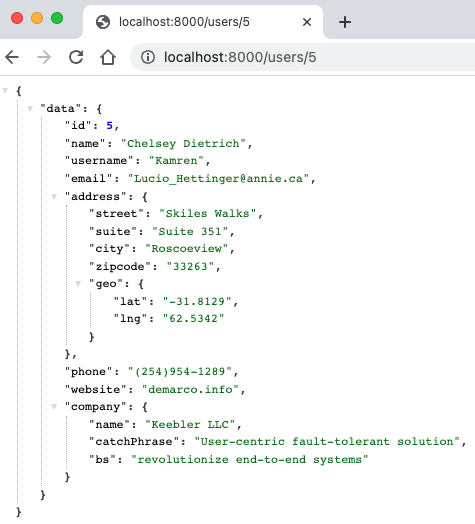 localhost:8000/users/5
localhost:8000/users/5
{
"data": {
"id": 5,
"name": "Chelsey Dietrich",
"username": "Kamren",
"email": "Lucio_Hettinger@annie.ca",
"address": {
"street": "Skiles Walks",
"suite": "Suite 351",
"city": "Roscoeview",
"zipcode": "33263",
"geo": {
"lat": "-31.8129",
"lng": "62.5342"
}
},
"phone": "(254)954-1289",
"website": "demarco.info",
"company": {
"name": "Keebler LLC",
"catchPhrase": "User-centric fault-tolerant solution",
"bs": "revolutionize end-to-end systems"
}
}
}